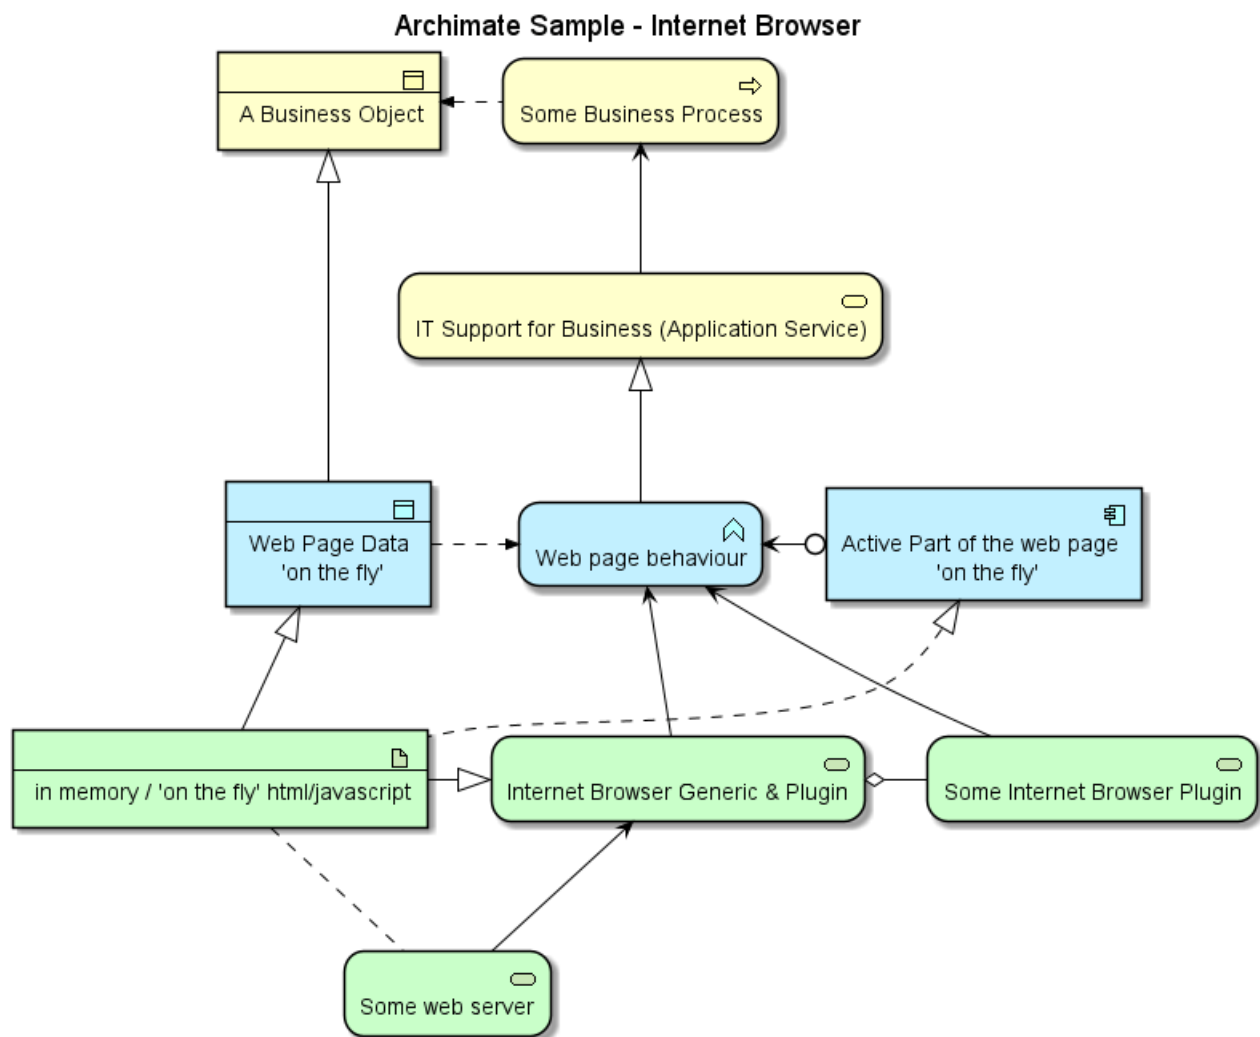 Archimate Sample - Internet Browser
A Business Object
Some Business Process
IT Support for Business (Application Service)
Web Page Data
'on the fly'
Web page behaviour
Active Part of the web page
'on the fly'
in memory / 'on the fly' html/javascript
Internet Browser Generic & Plugin
Some Internet Browser Plugin
Some web server